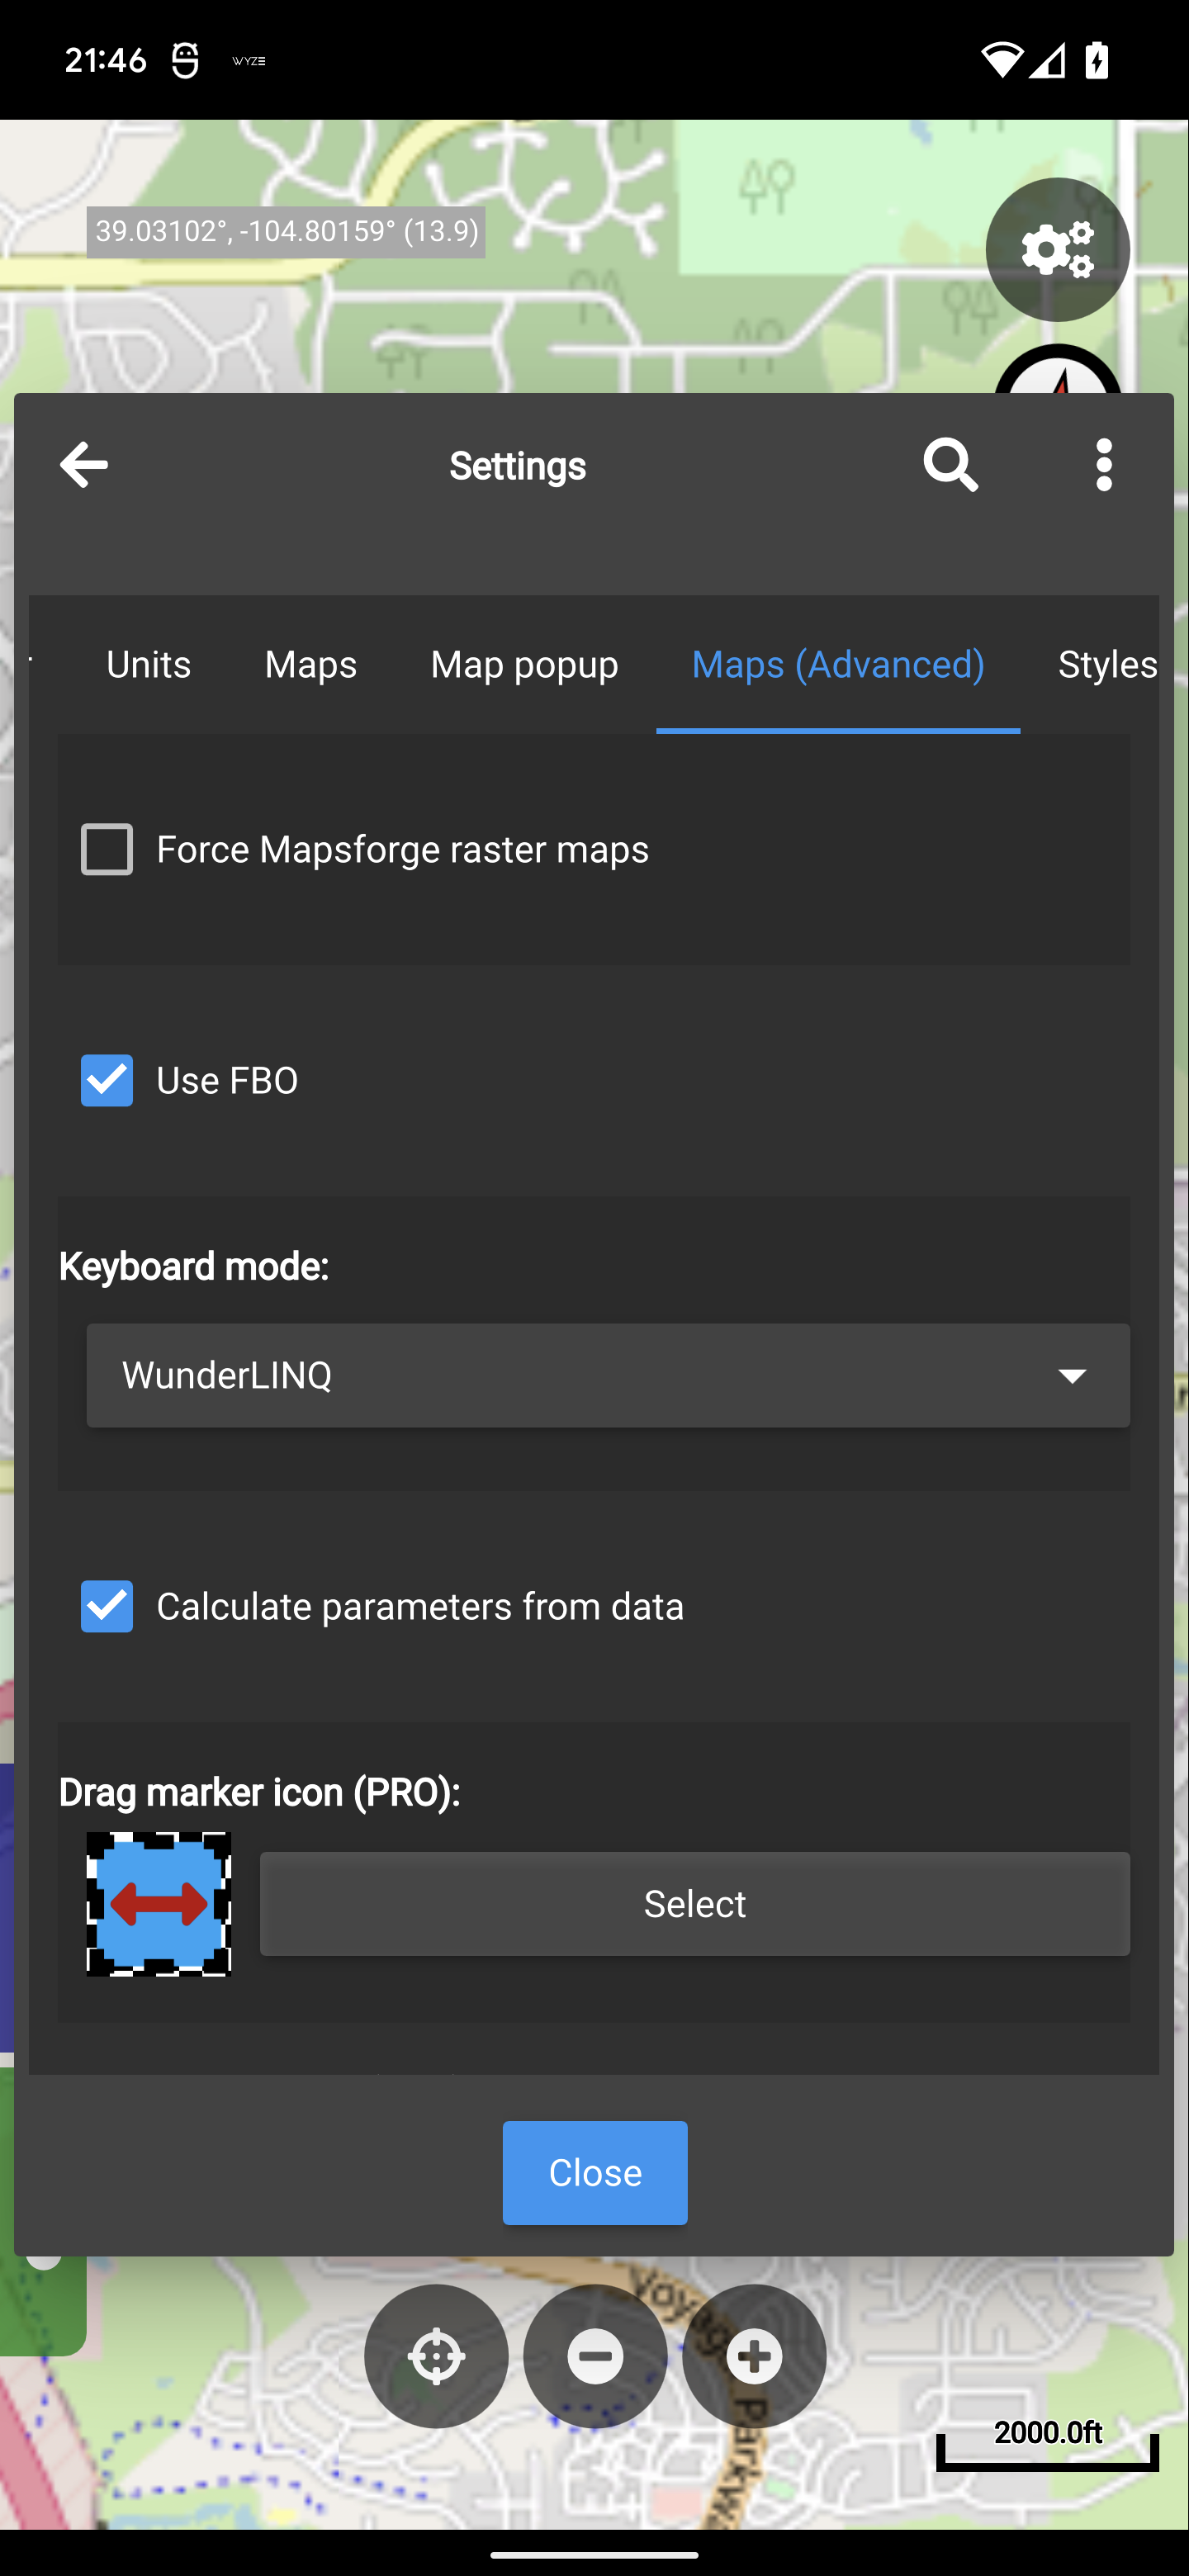 21:46 WYZE
39.03102°, -104.80159° (13.9)
Settings
Units Maps Map popup Maps (Advanced) Styles
Force Mapsforge raster maps
Use FBO
Keyboard mode:
WunderLINQ
Calculate parameters from data
Drag marker icon (PRO):
Select
Close
2000.0ft